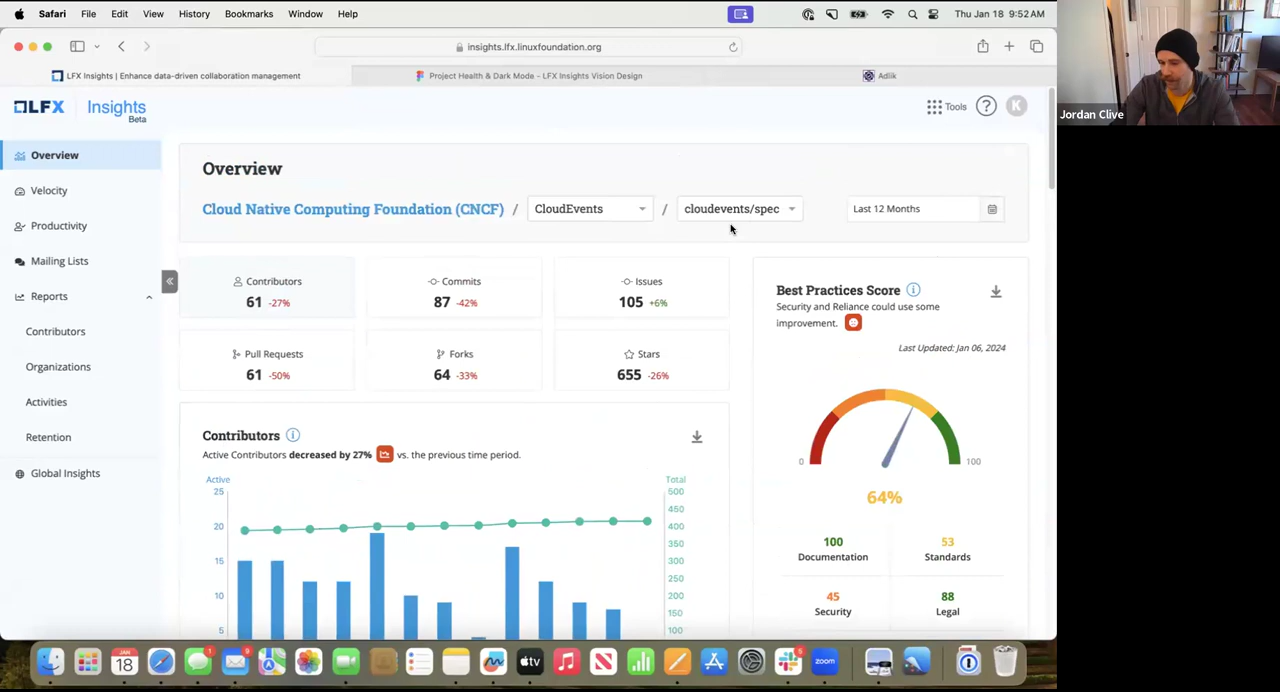 Safari File Edit View History Bookmarks Window Help Thu Jan 18 9:52 AM
insights.lfx.linuxfoundation.org
LFX Insights | Enhance data-driven collaboration management
Project Health & Dark Mode - LFX Insights Vision Design
Adlik
Jordan Clive
LFX Insights
Beta
Tools ? K
Overview
Velocity
Productivity
Mailing Lists
Reports
Contributors
Organizations
Activities
Retention
Global Insights
Overview
Cloud Native Computing Foundation (CNCF) / CloudEvents / cloudevents/spec
Last 12 Months
Contributors
61 -27%
Commits
87 -42%
Issues
105 +6%
Pull Requests
61 -50%
Forks
64 -33%
Stars
655 -26%
Contributors
Active Contributors decreased by 27% vs. the previous time period.
Active Total
25 500
450
20 400
350
15 300
250
10 200
150
5 100
Best Practices Score
Security and Reliance could use some
improvement.
Last Updated: Jan 06, 2024
0 100
64%
100
Documentation
53
Standards
45
Security
88
Legal
JAN
18
1
9
tv
5
zoom